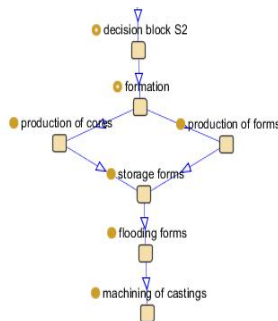 decision block S2
formation
production of cores
production of forms
storage forms
flooding forms
machining of castings